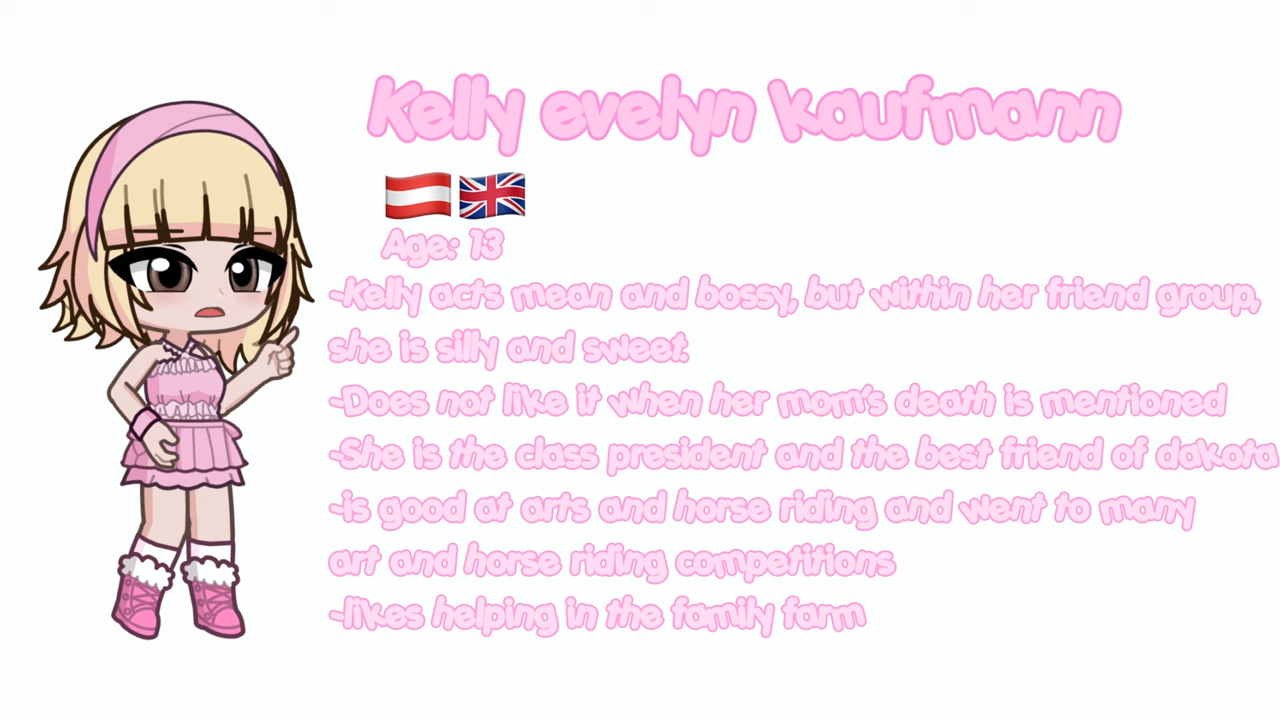 Kelly evelyn kaufmann
Age: 13
-Kelly acts mean and bossy, but within her friend group,
she is silly and sweet.
-Does not like it when her mom's death is mentioned
-She is the class president and the best friend of dakota
-is good at arts and horse riding and went to many
art and horse riding competitions
-likes helping in the family farm